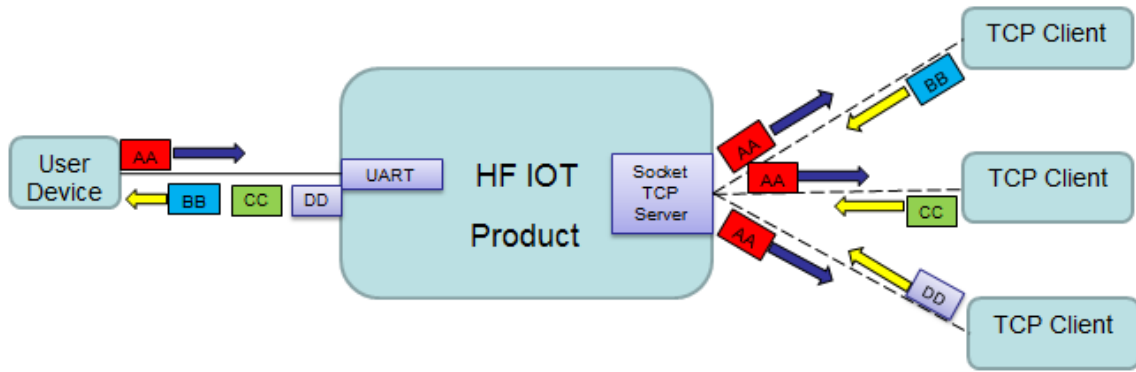 TCP Client
BB
AA
AA
User
Device
UART
HF IOT
Product
Socket
TCP
Server
AA
TCP Client
BB
CC
DD
CC
AA
DD
TCP Client